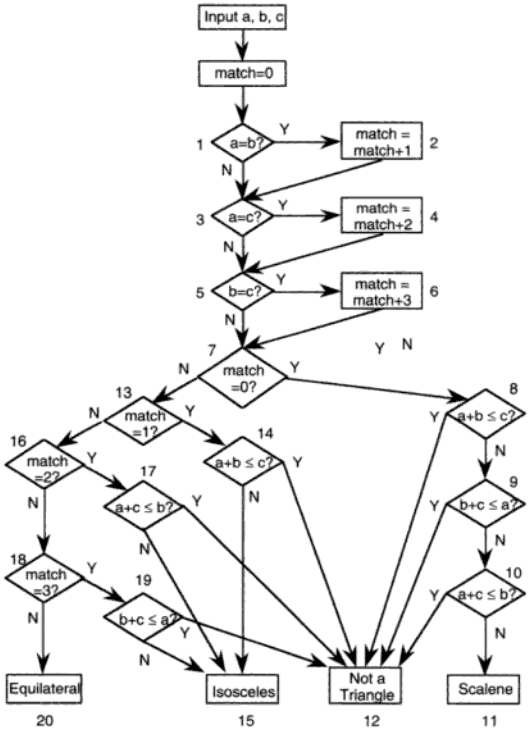 Input a, b, c
match=0
1
a=b?
Y
match =
match+1
2
N
3
a=c?
Y
match =
match+2
4
N
5
b=c?
Y
match =
match+3
6
N
Y N
7
match
=0?
N
Y
8
a+b ≤ c?
Y
N
13
match
=1?
N
Y
14
a+b ≤ c?
Y
N
9
b+c ≤ a?
Y
N
16
match
=2?
Y
N
17
a+c ≤ b?
Y
N
10
a+c ≤ b?
Y
N
18
match
=3?
Y
N
19
b+c ≤ a?
Y
N
Equilateral
Isosceles
Not a
Triangle
Scalene
20
15
12
11